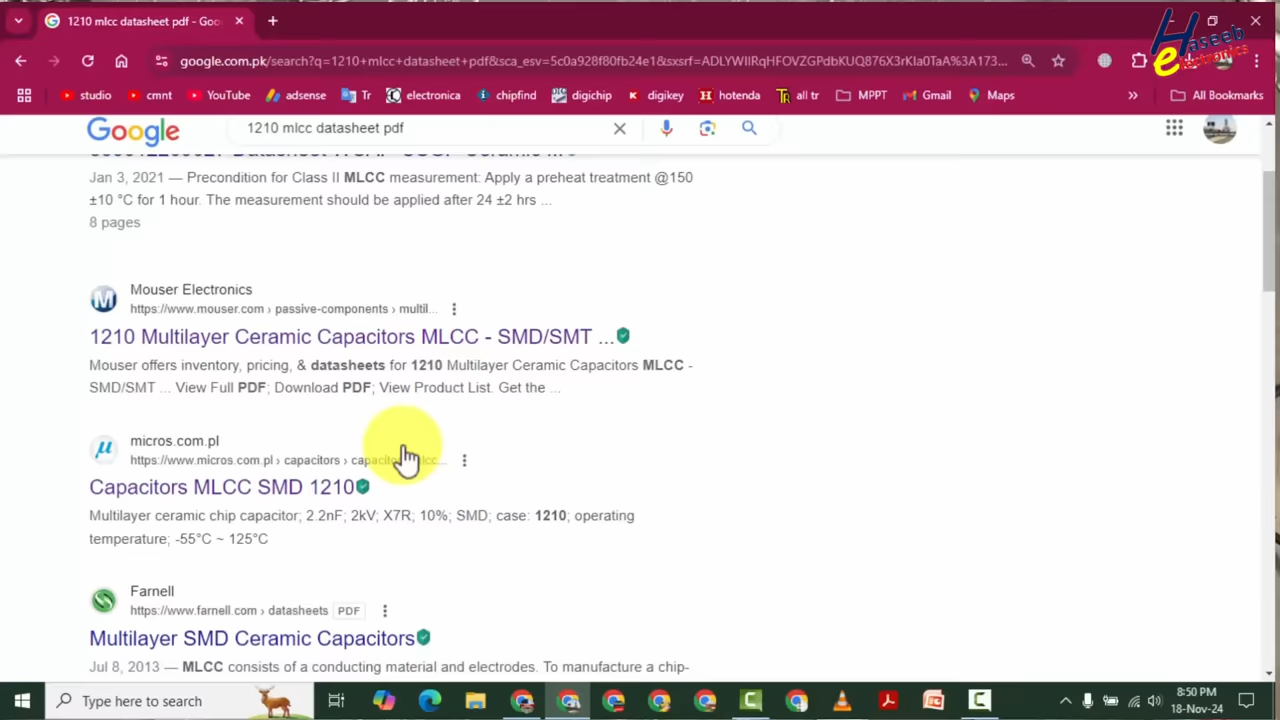 1210 mlcc datasheet pdf - Goo
Haseeb
electronics
google.com.pk/search?q=1210+mlcc+datasheet+pdf&sca_esv=5c0a928f80fb24e1&sxsrf=ADLYWIIRqHFOVZGPdbKUQ876X3rKIa0TaA%3A173...
studio
cmnt
YouTube
adsense
Tr
electronica
chipfind
digichip
digikey
hotenda
all tr
MPPT
Gmail
Maps
All Bookmarks
Google
1210 mlcc datasheet pdf
Jan 3, 2021 — Precondition for Class II MLCC measurement: Apply a preheat treatment @150
±10 °C for 1 hour. The measurement should be applied after 24 ±2 hrs ...
8 pages
Mouser Electronics
https://www.mouser.com › passive-components › multil...
1210 Multilayer Ceramic Capacitors MLCC - SMD/SMT ...
Mouser offers inventory, pricing, & datasheets for 1210 Multilayer Ceramic Capacitors MLCC -
SMD/SMT ... View Full PDF; Download PDF; View Product List. Get the ...
micros.com.pl
https://www.micros.com.pl › capacitors ›
Capacitors MLCC SMD 1210
Multilayer ceramic chip capacitor; 2.2nF; 2kV; X7R; 10%; SMD; case: 1210; operating
temperature; -55°C ~ 125°C
Farnell
https://www.farnell.com › datasheets PDF
Multilayer SMD Ceramic Capacitors
Jul 8, 2013 — MLCC consists of a conducting material and electrodes. To manufacture a chip-
Type here to search
8:50 PM
18-Nov-24